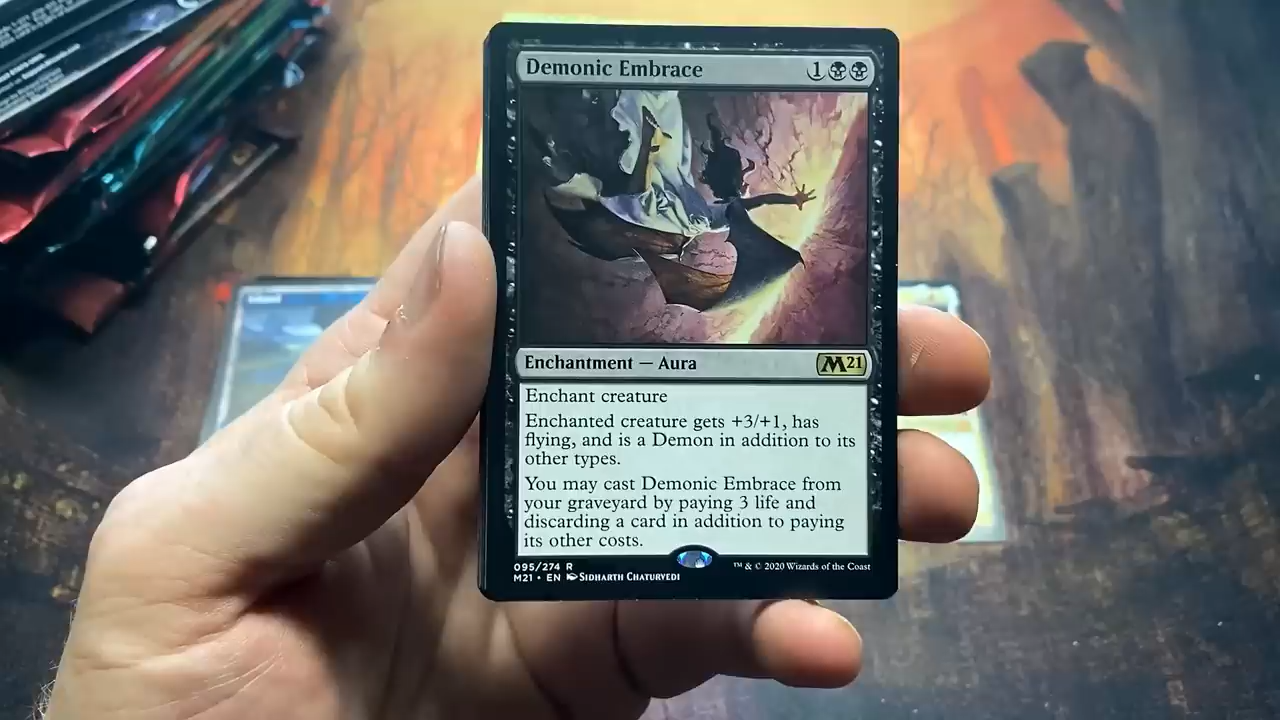 Demonic Embrace 1
Enchantment — Aura M21
Enchant creature
Enchanted creature gets +3/+1, has
flying, and is a Demon in addition to its
other types.
You may cast Demonic Embrace from
your graveyard by paying 3 life and
discarding a card in addition to paying
its other costs.
095/274 R
M21 • EN Sidharth Chaturvedi
™ & © 2020 Wizards of the Coast